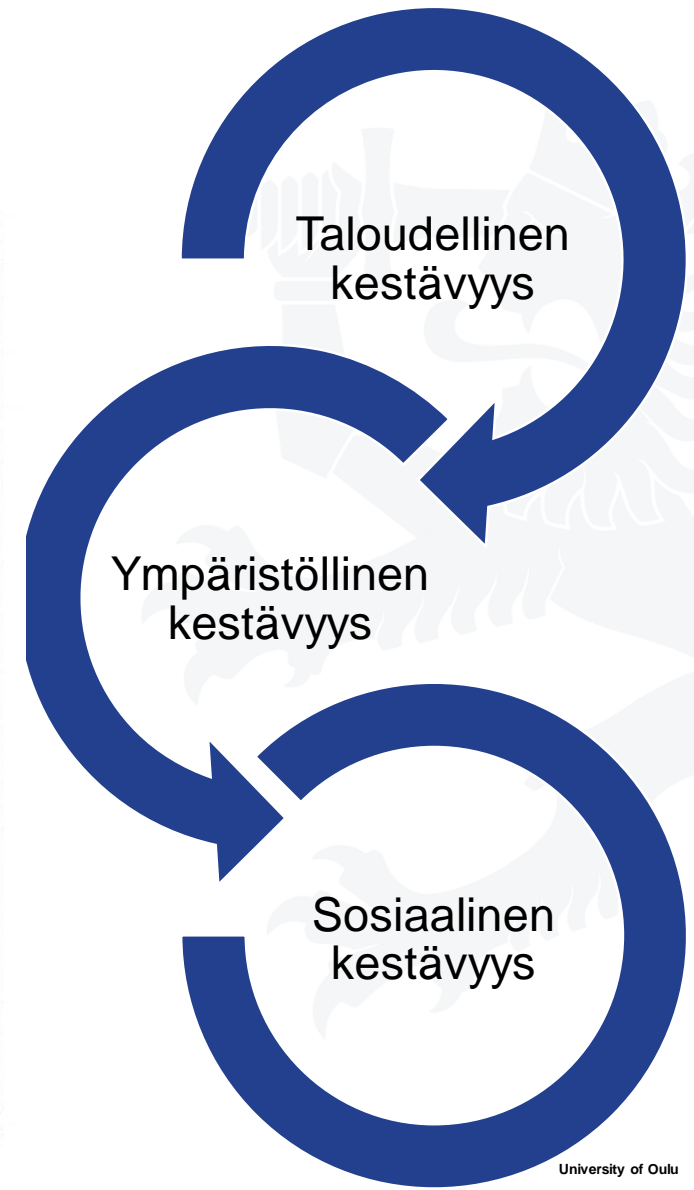 Taloudellinen
kestävyys
Ympäristöllinen
kestävyys
Sosiaalinen
kestävyys
University of Oulu